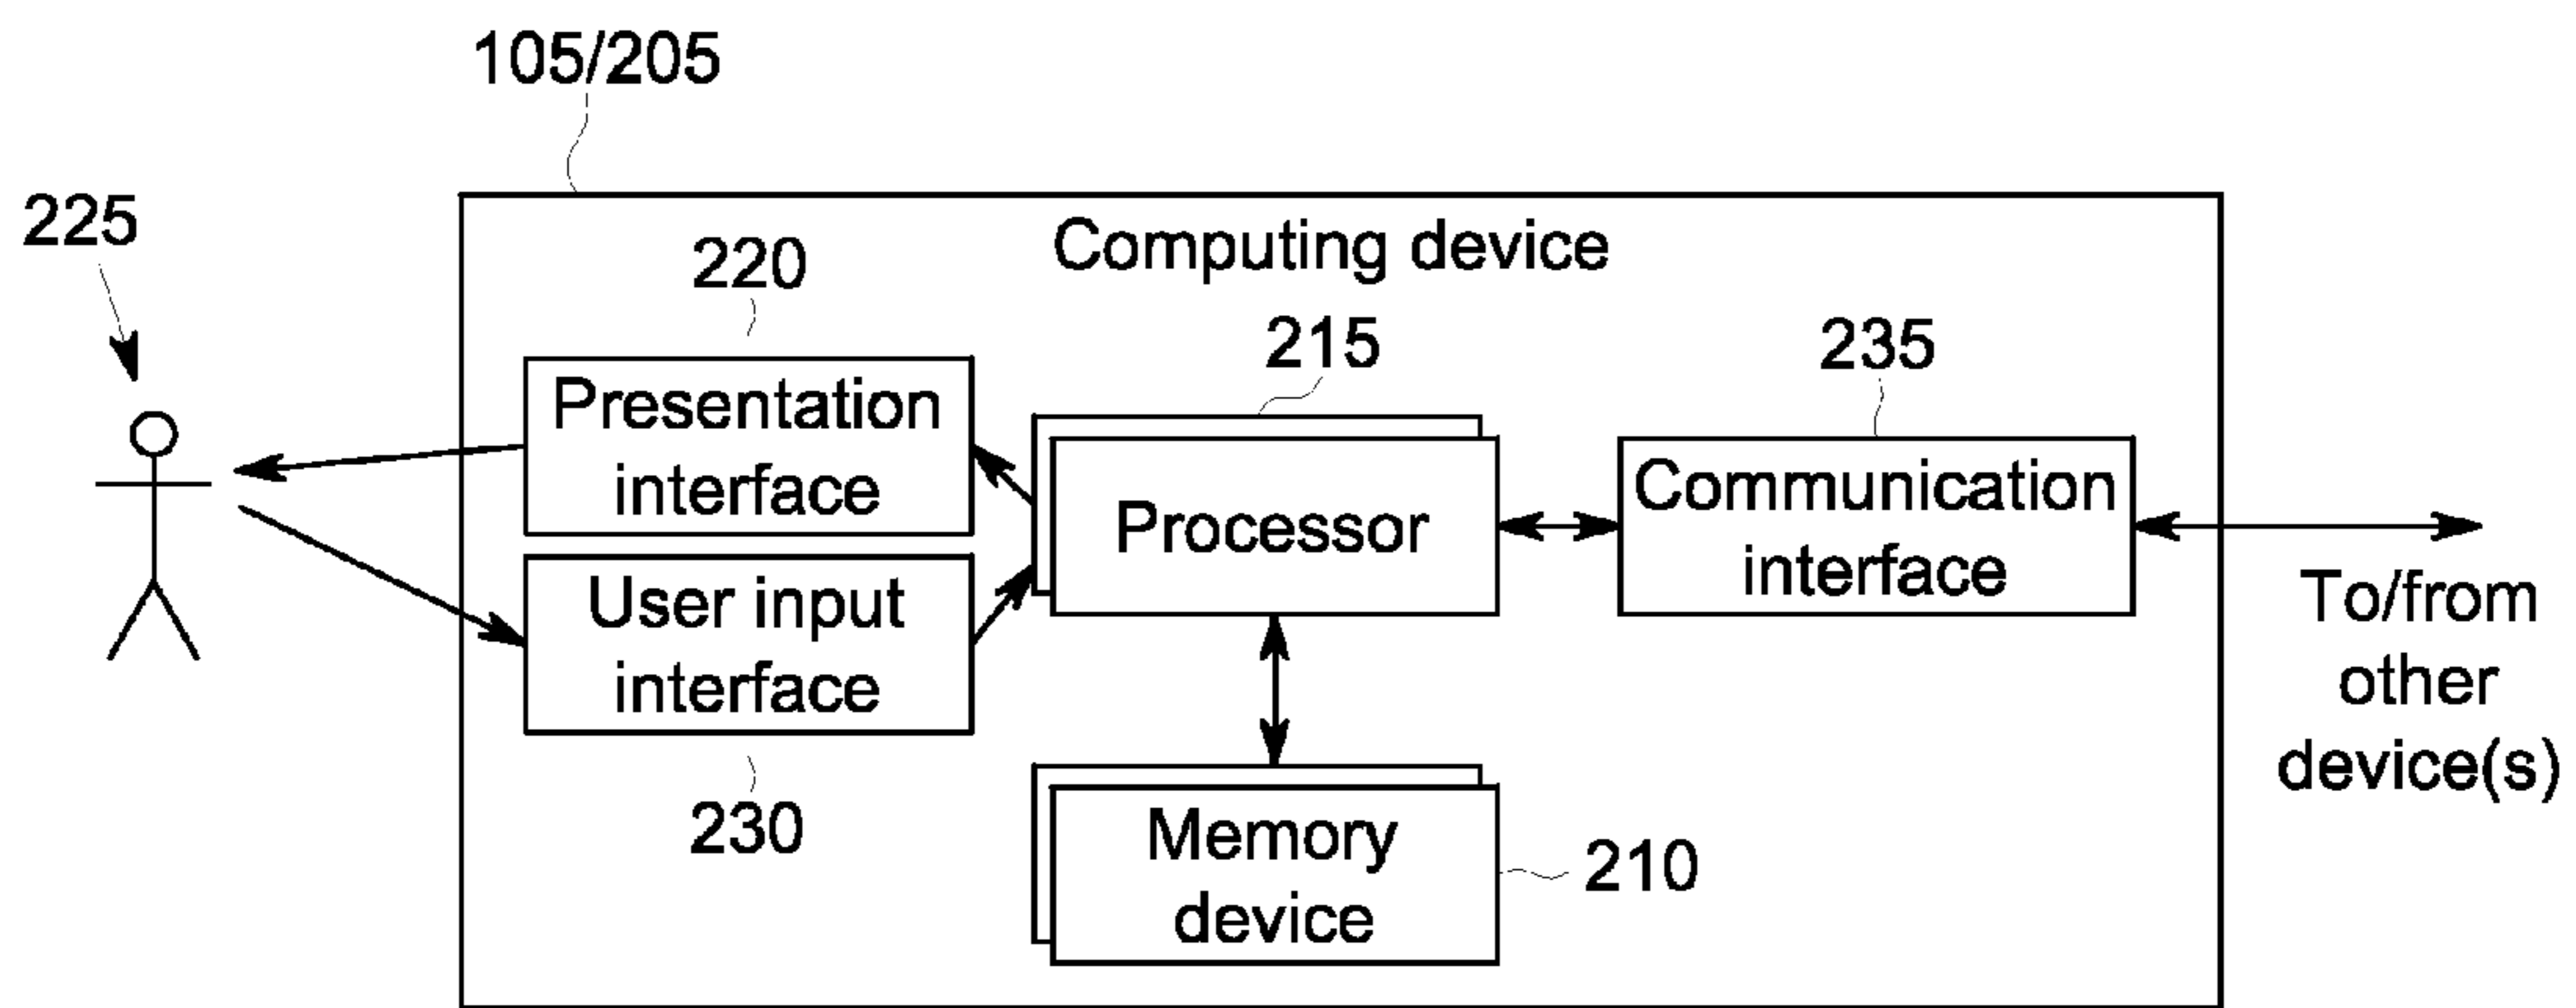 105/205
225
Computing device
220
215
235
Presentation
interface
Processor
Communication
interface
User input
interface
To/from
other
device(s)
230
Memory
device
210